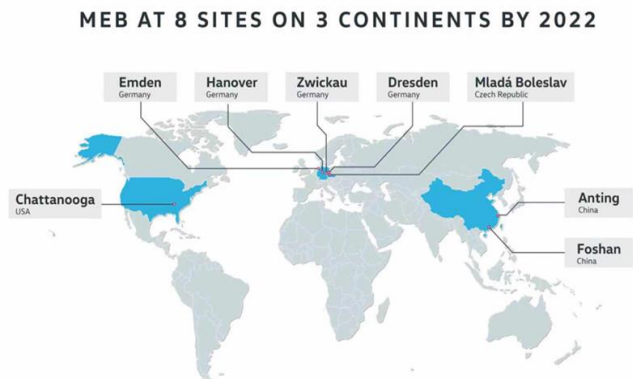 MEB AT 8 SITES ON 3 CONTINENTS BY 2022
Emden
Germany
Hanover
Germany
Zwickau
Germany
Dresden
Germany
Mladá Boleslav
Czech Republic
Chattanooga
USA
Anting
China
Foshan
China